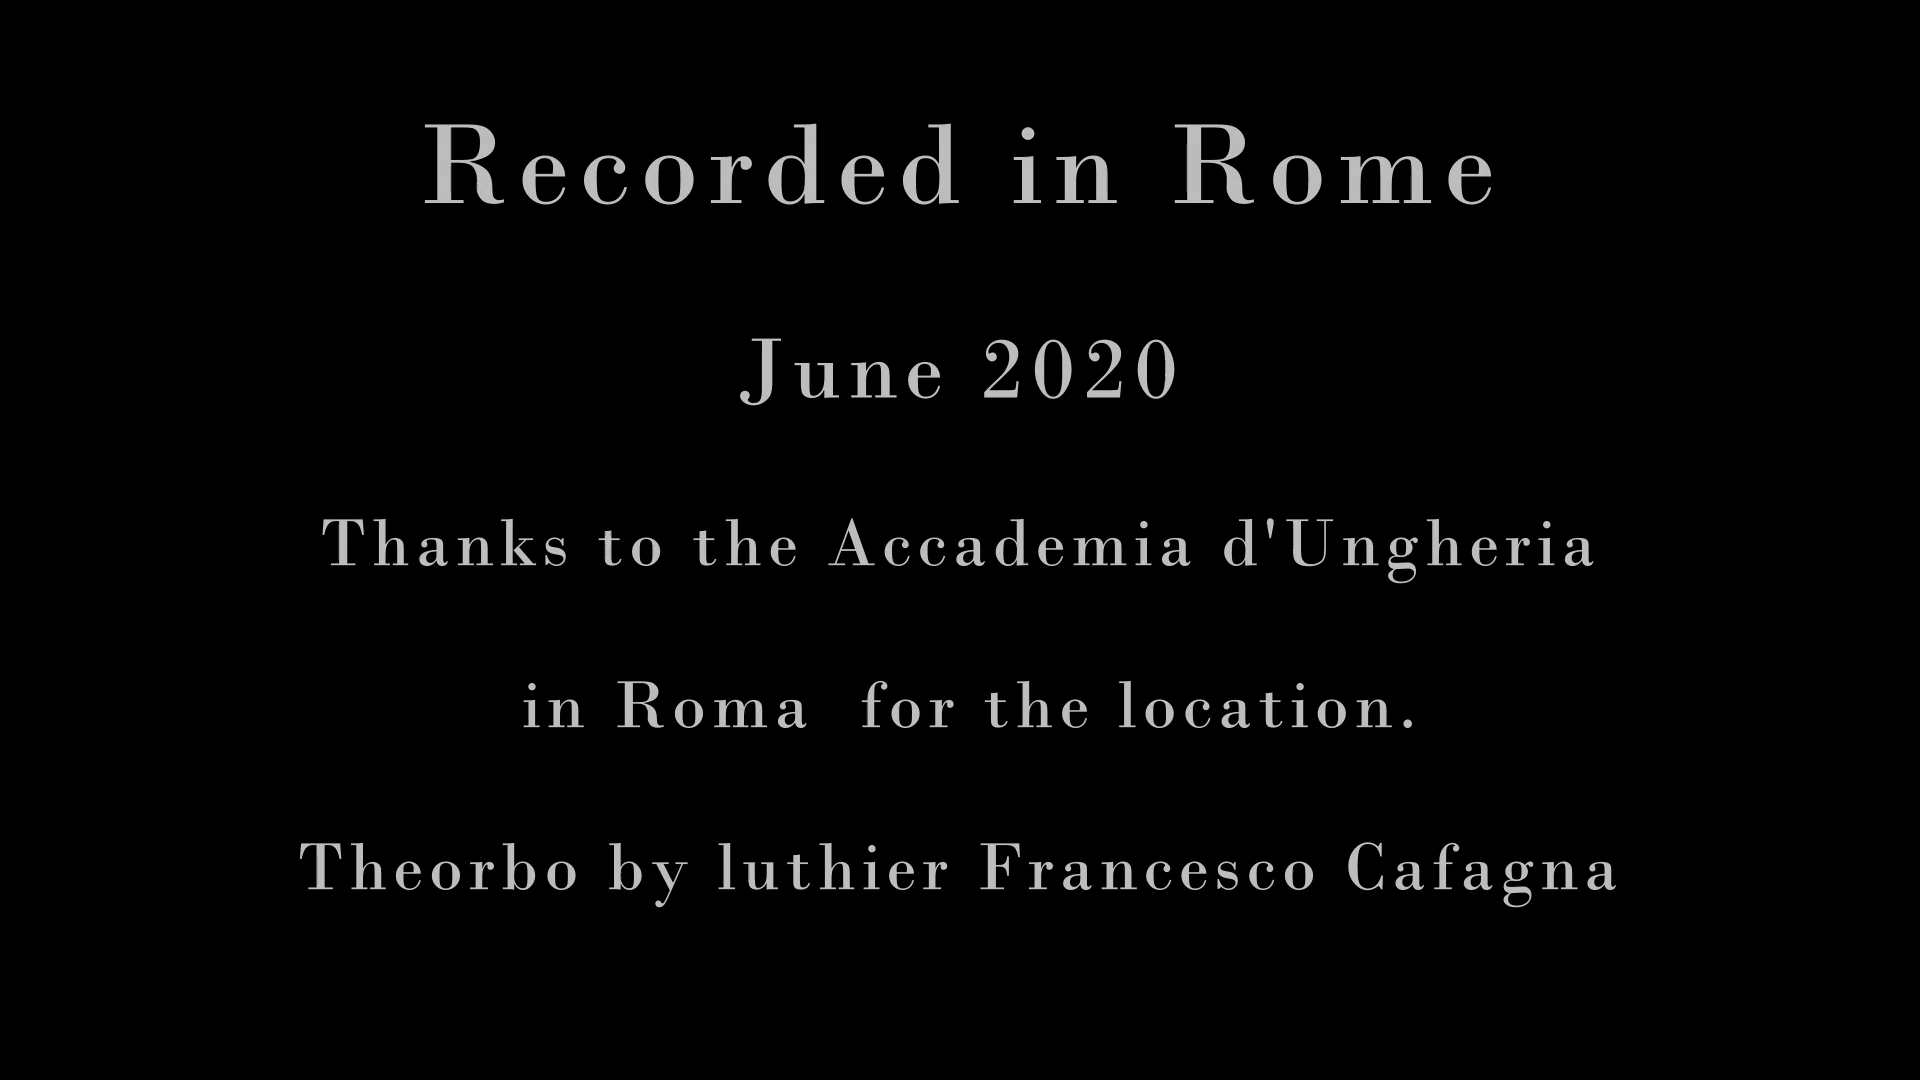 Recorded in Rome
June 2020
Thanks to the Accademia d'Ungheria
in Roma  for the location.
Theorbo by luthier Francesco Cafagna